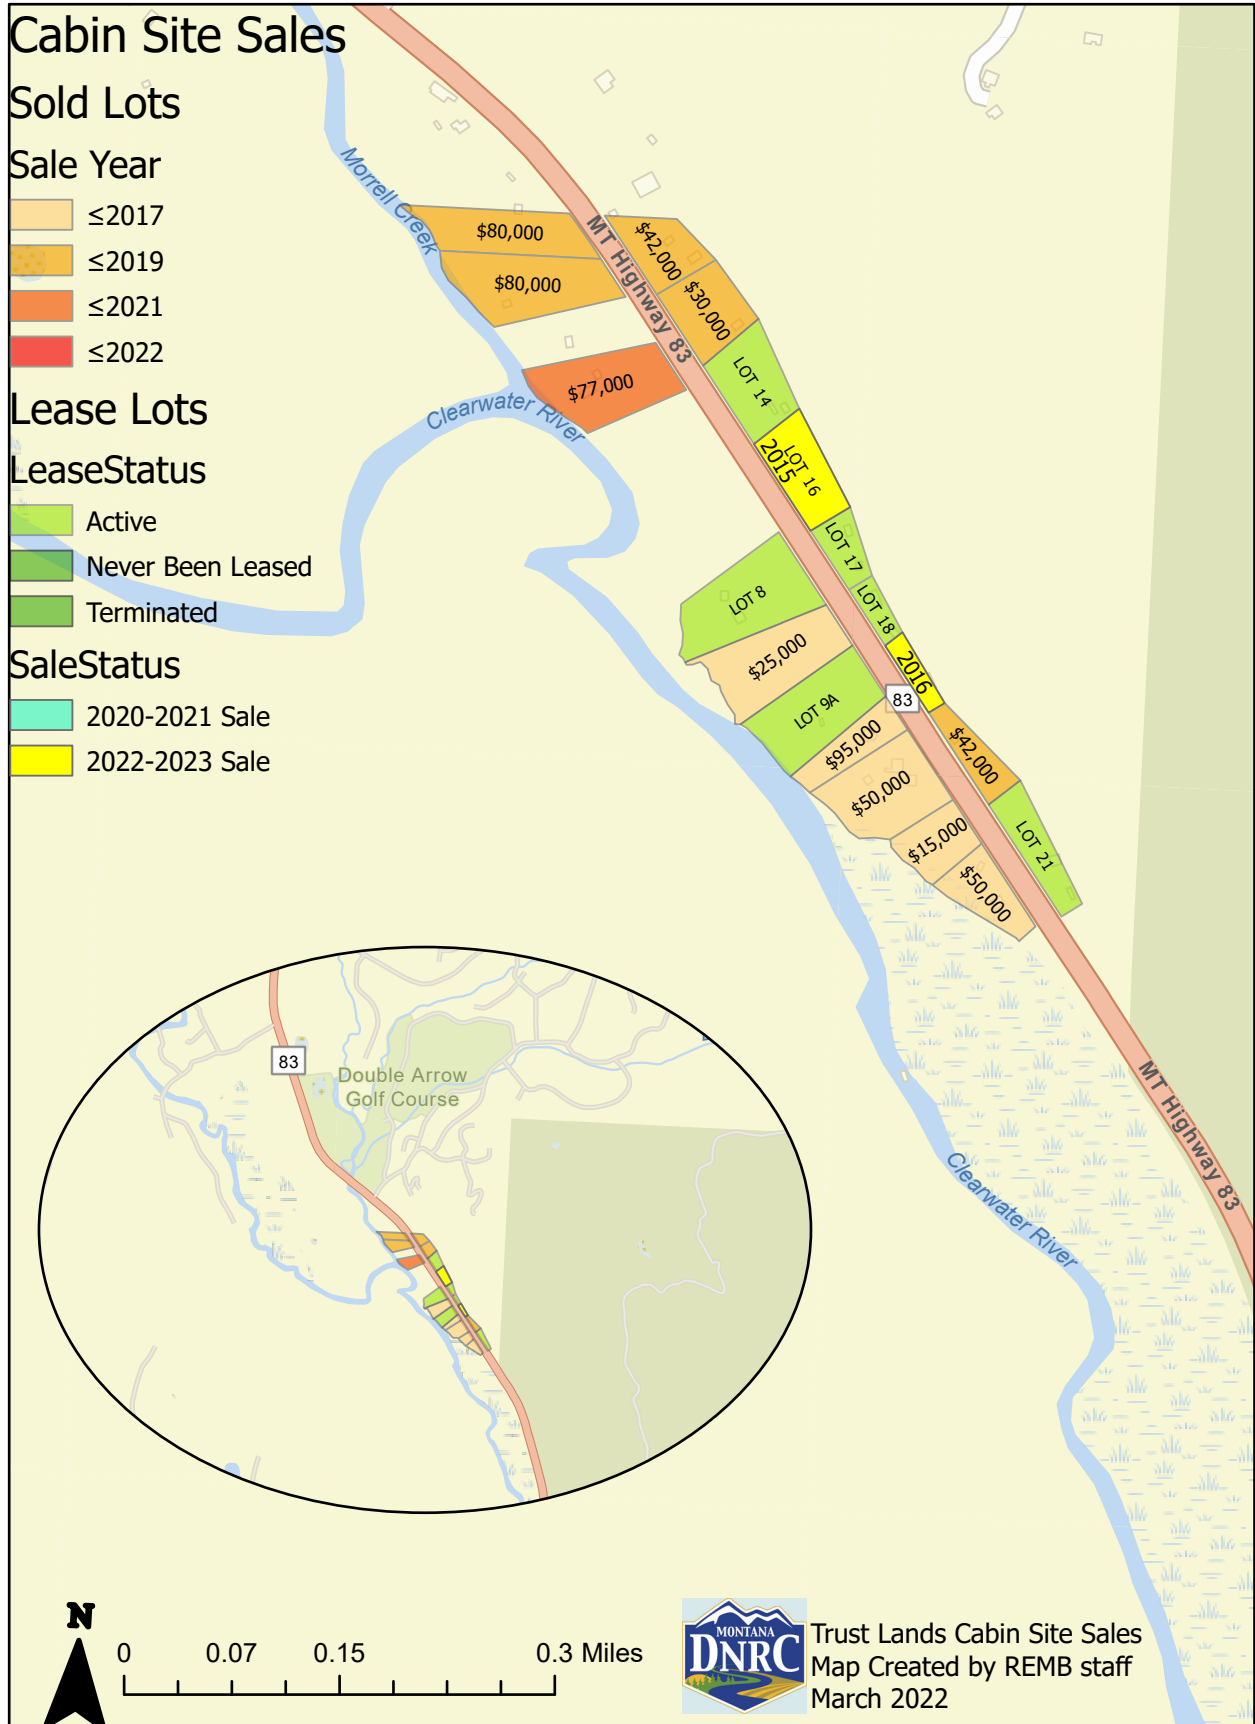 Cabin Site Sales
Sold Lots
Sale Year
≤2017
≤2019
≤2021
≤2022
Lease Lots
LeaseStatus
Active
Never Been Leased
Terminated
SaleStatus
2020-2021 Sale
2022-2023 Sale
Morrell Creek
MT Highway 83
$80,000
$80,000
$42,000
$30,000
$77,000
Clearwater River
LOT 14
LOT 16
2015
LOT 17
LOT 8
LOT 18
$25,000
2016
LOT 9A
83
$95,000
$42,000
$50,000
$15,000
LOT 21
$50,000
83
Double Arrow
Golf Course
MT Highway 83
Clearwater River
N
0 0.07 0.15 0.3 Miles
MONTANA
DNRC
Trust Lands Cabin Site Sales
Map Created by REMB staff
March 2022